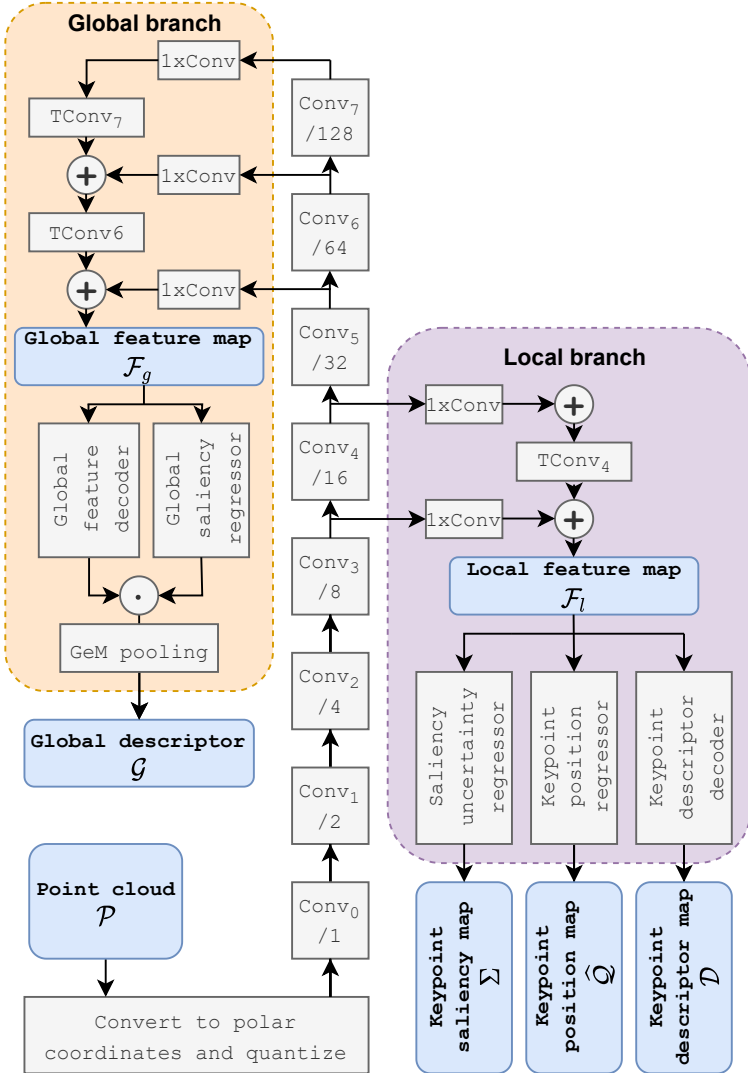 Global branch
1xConv
TConv₇
Conv₇
/128
+
1xConv
TConv6
Conv₆
/64
+
1xConv
Global feature map
ℱg
Conv₅
/32
Global
feature
decoder
Global
saliency
regressor
·
GeM pooling
Global descriptor
𝒢
Local branch
1xConv
+
Conv₄
/16
TConv₄
1xConv
+
Conv₃
/8
Local feature map
ℱl
Conv₂
/4
Saliency
uncertainty
regressor
Keypoint
position
regressor
Keypoint
descriptor
decoder
Conv₁
/2
Point cloud
𝒫
Conv₀
/1
Keypoint
saliency map
Σ
Keypoint
position map
𝒬̂
Keypoint
descriptor map
𝒟
Convert to polar
coordinates and quantize